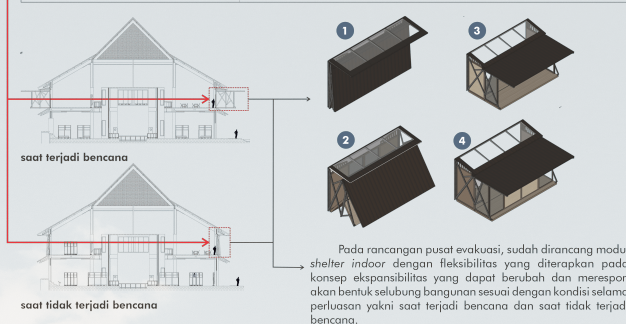 1
3
2
4
saat terjadi bencana
saat tidak terjadi bencana
Pada rancangan pusat evakuasi, sudah dirancang modu
shelter indoor dengan fleksibilitas yang diterapkan pada
konsep ekspansibilitas yang dapat berubah dan merespon
akan bentuk selubung bangunan sesuai dengan kondisi selama
perluasan yakni saat terjadi bencana dan saat tidak terjad
bencana.